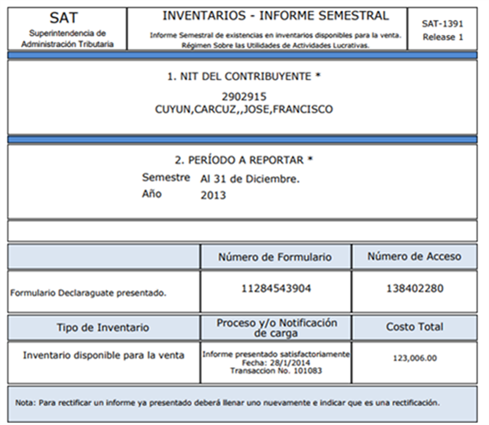 SAT
Superintendencia de
Administración Tributaria
INVENTARIOS - INFORME SEMESTRAL
Informe Semestral de existencias en inventarios disponibles para la venta.
Régimen Sobre las Utilidades de Actividades Lucrativas.
SAT-1391
Release 1
1. NIT DEL CONTRIBUYENTE *
2902915
CUYUN,CARCUZ,,JOSE,FRANCISCO
2. PERÍODO A REPORTAR *
Semestre Al 31 de Diciembre.
Año 2013
Número de Formulario Número de Acceso
Formulario Declaraguate presentado. 11284543904 138402280
Tipo de Inventario Proceso y/o Notificación de carga Costo Total
Inventario disponible para la venta
Informe presentado satisfactoriamente
Fecha: 28/1/2014
Transaccion No. 101083
123,006.00
Nota: Para rectificar un informe ya presentado deberá llenar uno nuevamente e indicar que es una rectificación.